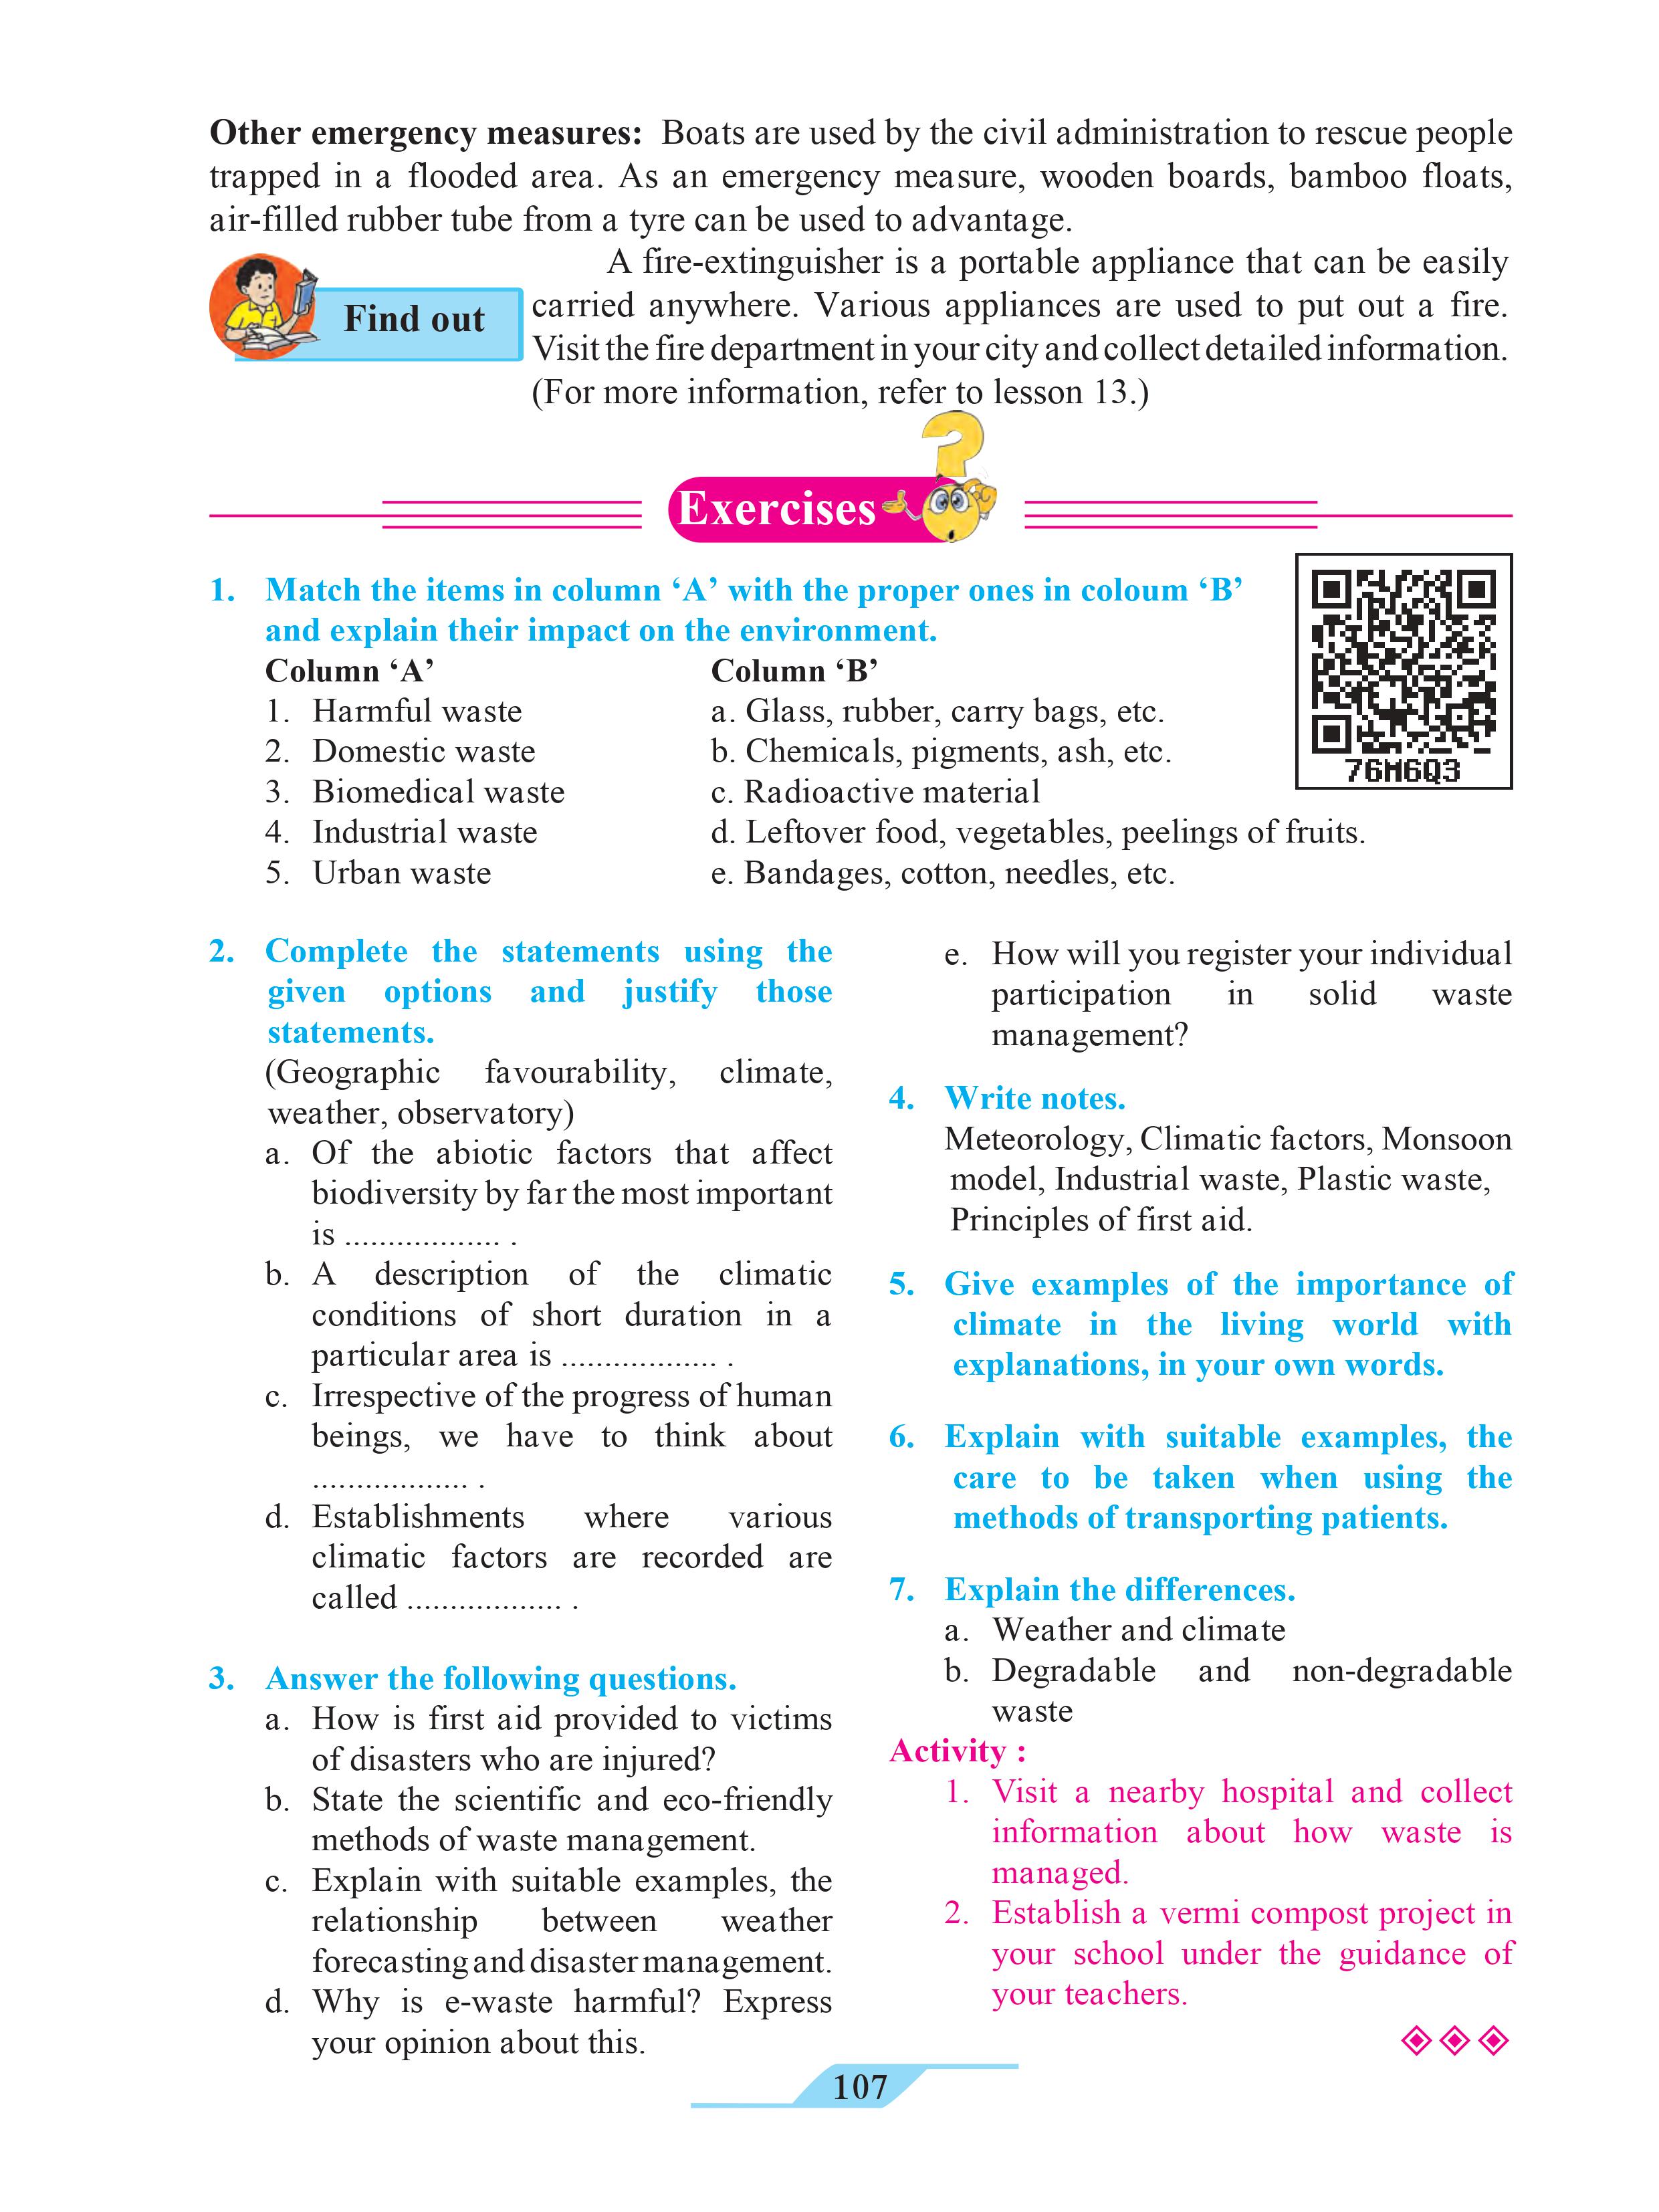 Other emergency measures: Boats are used by the civil administration to rescue people
trapped in a flooded area. As an emergency measure, wooden boards, bamboo floats,
air-filled rubber tube from a tyre can be used to advantage.
Find out
A fire-extinguisher is a portable appliance that can be easily
carried anywhere. Various appliances are used to put out a fire.
Visit the fire department in your city and collect detailed information.
(For more information, refer to lesson 13.)
Exercises
1. Match the items in column ‘A’ with the proper ones in coloum ‘B’
and explain their impact on the environment.
Column ‘A’ Column ‘B’
1. Harmful waste a. Glass, rubber, carry bags, etc.
2. Domestic waste b. Chemicals, pigments, ash, etc.
3. Biomedical waste c. Radioactive material
4. Industrial waste d. Leftover food, vegetables, peelings of fruits.
5. Urban waste e. Bandages, cotton, needles, etc.
76H6Q3
2. Complete the statements using the
given options and justify those
statements.
(Geographic favourability, climate,
weather, observatory)
a. Of the abiotic factors that affect
biodiversity by far the most important
is .................. .
b. A description of the climatic
conditions of short duration in a
particular area is .................. .
c. Irrespective of the progress of human
beings, we have to think about
.................. .
d. Establishments where various
climatic factors are recorded are
called .................. .
3. Answer the following questions.
a. How is first aid provided to victims
of disasters who are injured?
b. State the scientific and eco-friendly
methods of waste management.
c. Explain with suitable examples, the
relationship between weather
forecasting and disaster management.
d. Why is e-waste harmful? Express
your opinion about this.
e. How will you register your individual
participation in solid waste
management?
4. Write notes.
Meteorology, Climatic factors, Monsoon
model, Industrial waste, Plastic waste,
Principles of first aid.
5. Give examples of the importance of
climate in the living world with
explanations, in your own words.
6. Explain with suitable examples, the
care to be taken when using the
methods of transporting patients.
7. Explain the differences.
a. Weather and climate
b. Degradable and non-degradable
waste
Activity :
1. Visit a nearby hospital and collect
information about how waste is
managed.
2. Establish a vermi compost project in
your school under the guidance of
your teachers.
107